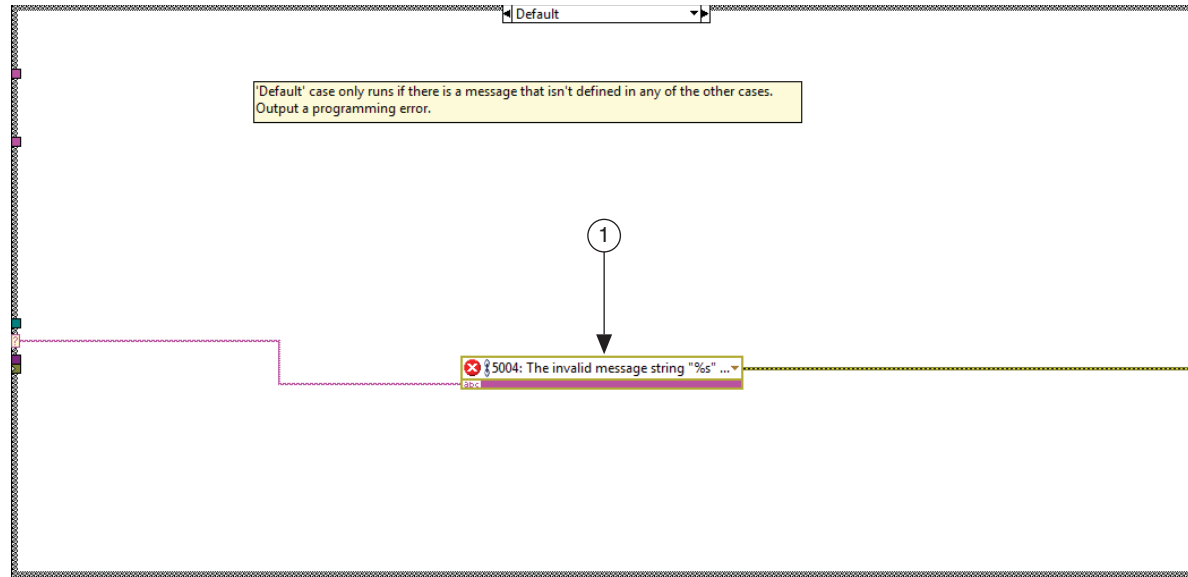 Default
'Default' case only runs if there is a message that isn't defined in any of the other cases.
Output a programming error.
1
?
5004: The invalid message string "%s" ...
abc